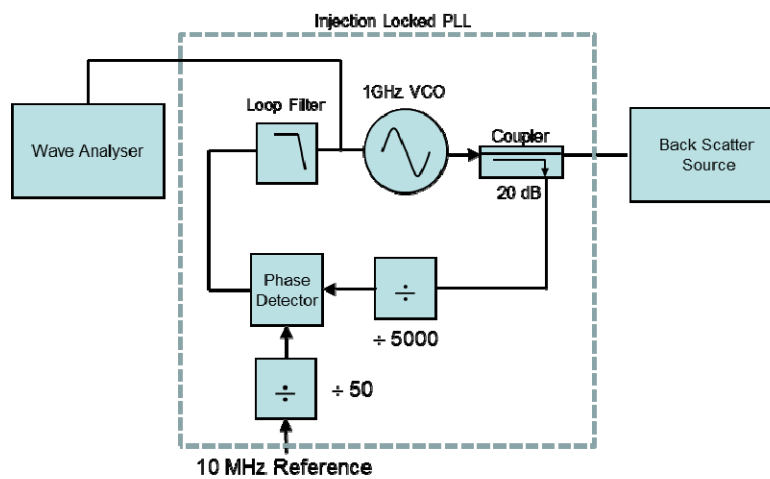 Injection Locked PLL
1GHz VCO
Loop Filter
Coupler
Wave Analyser
Back Scatter
Source
20 dB
Phase
Detector
÷
÷ 5000
÷
÷ 50
10 MHz Reference